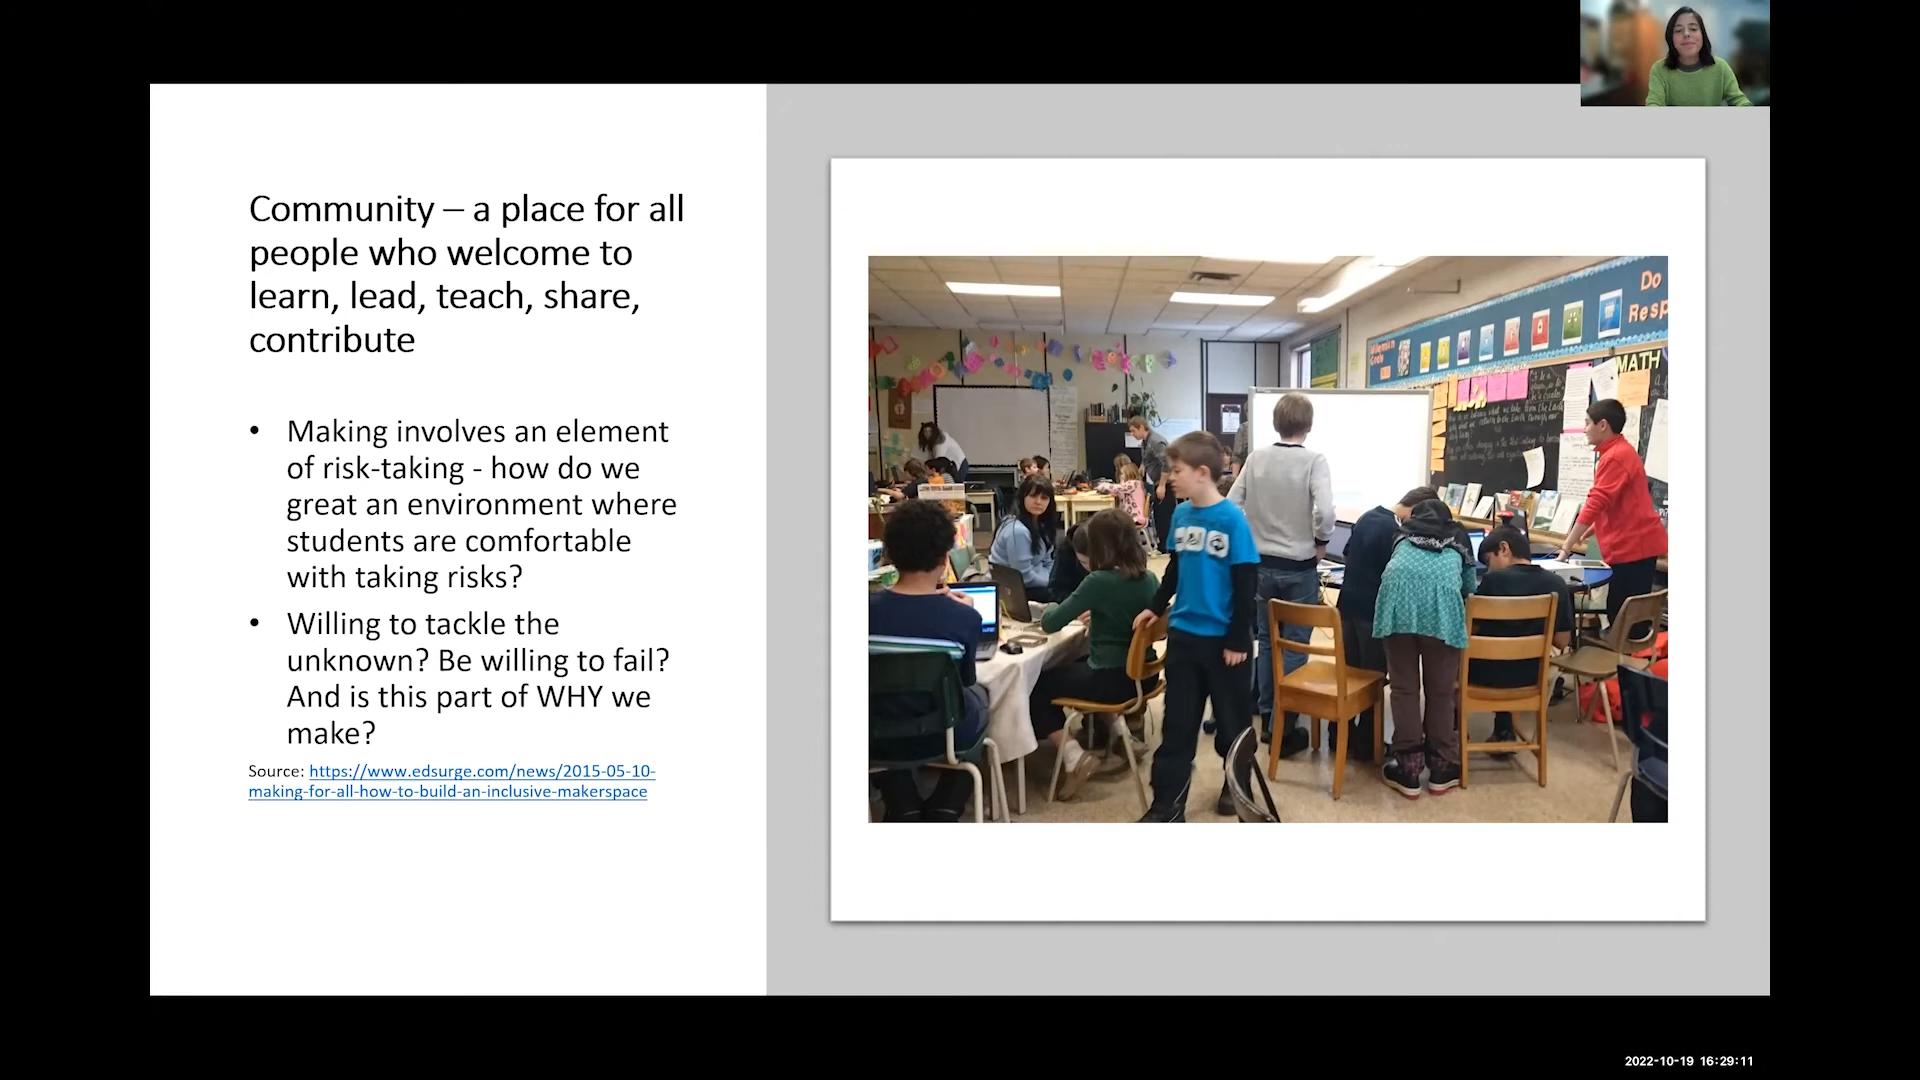 Community – a place for all
people who welcome to
learn, lead, teach, share,
contribute
• Making involves an element
of risk-taking - how do we
great an environment where
students are comfortable
with taking risks?
• Willing to tackle the
unknown? Be willing to fail?
And is this part of WHY we
make?
Source: https://www.edsurge.com/news/2015-05-10-
making-for-all-how-to-build-an-inclusive-makerspace
Do
Resp
MATH
2022-10-19 16:29:11